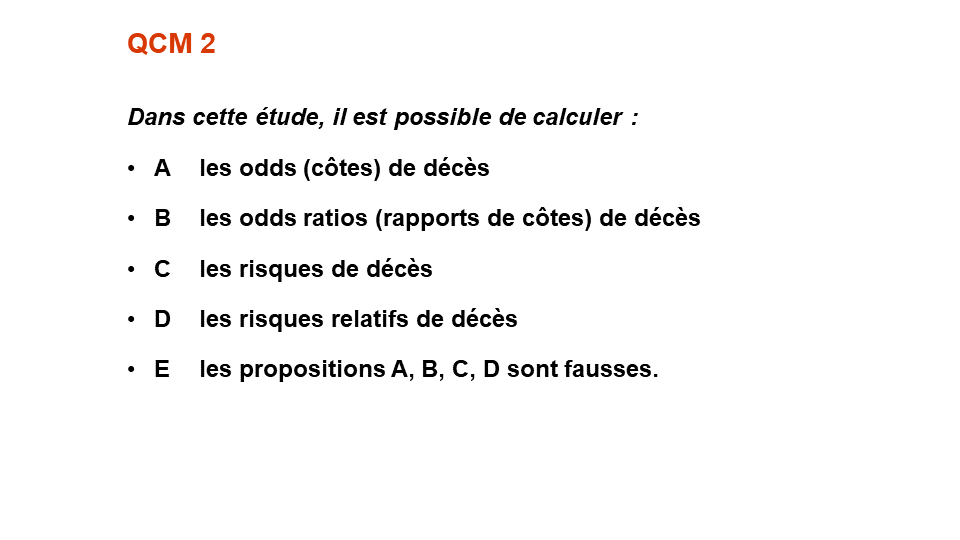 QCM 2
Dans cette étude, il est possible de calculer :
• A les odds (côtes) de décès
• B les odds ratios (rapports de côtes) de décès
• C les risques de décès
• D les risques relatifs de décès
• E les propositions A, B, C, D sont fausses.